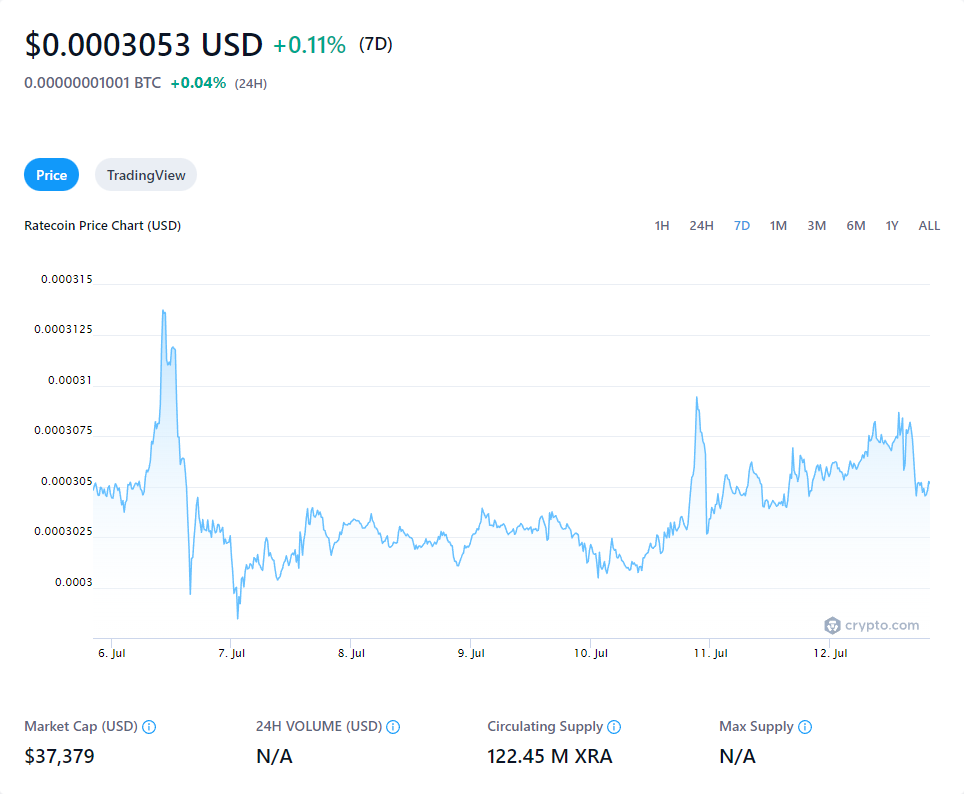 $0.0003053 USD +0.11% (7D)
0.00000001001 BTC +0.04% (24H)
Price TradingView
Ratecoin Price Chart (USD) 1H 24H 7D 1M 3M 6M 1Y ALL
0.000315
0.0003125
0.00031
0.0003075
0.000305
0.0003025
0.0003
crypto.com
6. Jul 7. Jul 8. Jul 9. Jul 10. Jul 11. Jul 12. Jul
Market Cap (USD) 24H VOLUME (USD) Circulating Supply Max Supply
$37,379 N/A 122.45 M XRA N/A